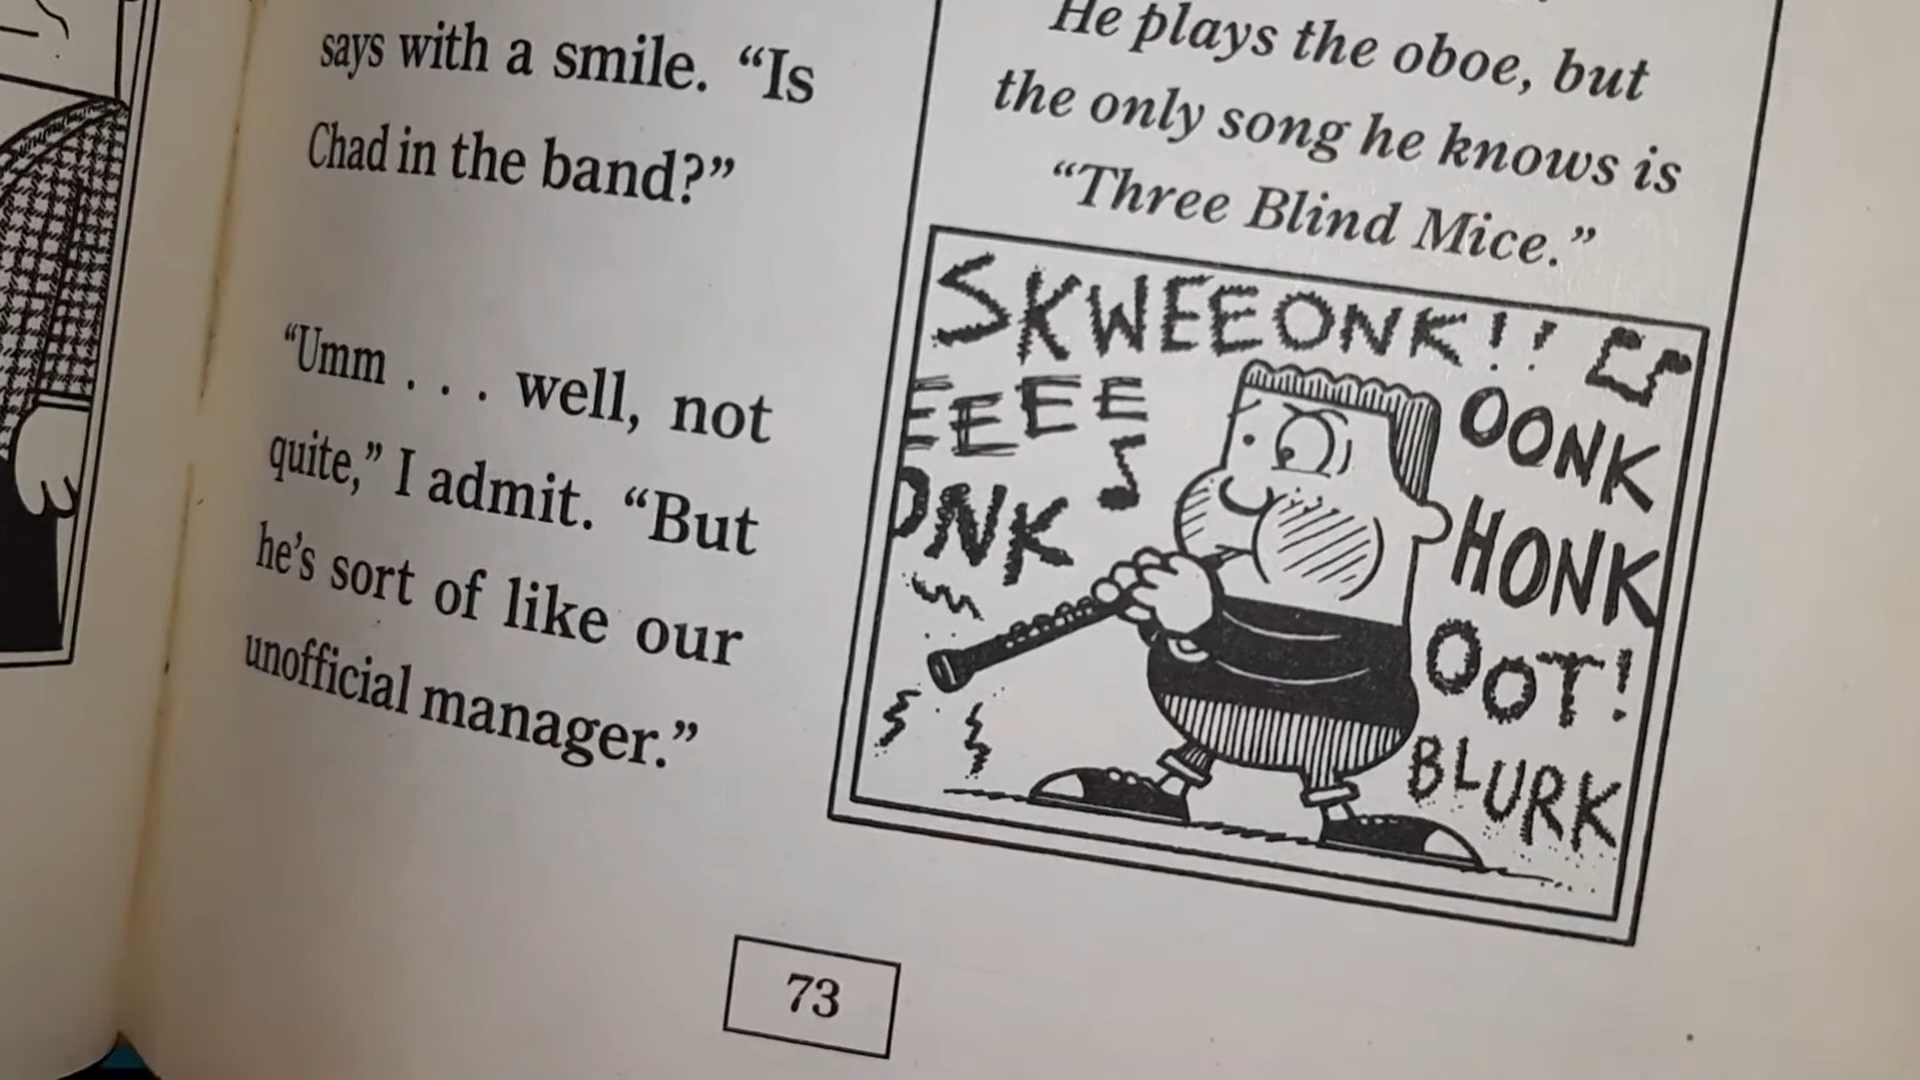 says with a smile. “Is
Chad in the band?”
“Umm . . . well, not
quite,” I admit. “But
he’s sort of like our
unofficial manager.”
He plays the oboe, but
the only song he knows is
“Three Blind Mice.”
SKWEEONK!!
EEEE
ONK
OONK
HONK
OOT!
BLURK
73